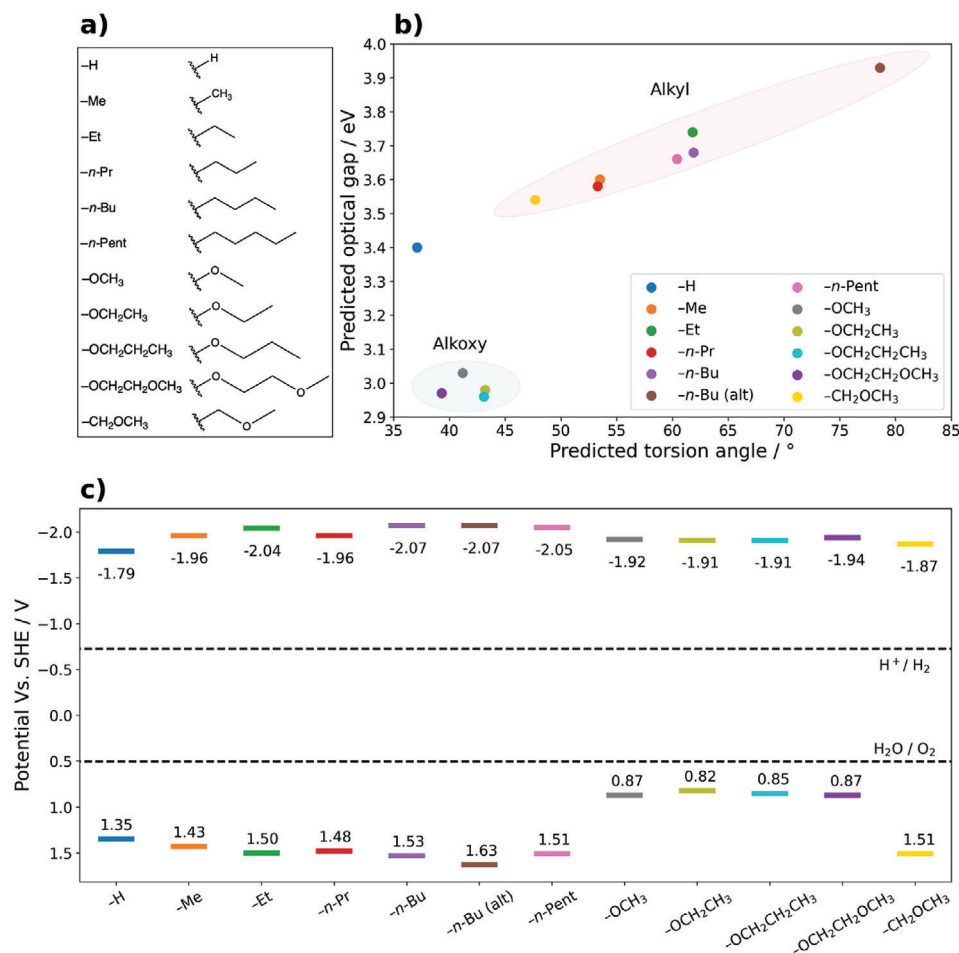 a)
–H
H
–Me
CH₃
–Et
–n-Pr
–n-Bu
–n-Pent
–OCH₃
O
–OCH₂CH₃
O
–OCH₂CH₂CH₃
O
–OCH₂CH₂OCH₃
O
O
–CH₂OCH₃
O
b)
Predicted optical gap / eV
4.0
3.9
3.8
3.7
3.6
3.5
3.4
3.3
3.2
3.1
3.0
2.9
Alkyl
Alkoxy
–H
–Me
–Et
–n-Pr
–n-Bu
–n-Bu (alt)
–n-Pent
–OCH₃
–OCH₂CH₃
–OCH₂CH₂CH₃
–OCH₂CH₂OCH₃
–CH₂OCH₃
35 40 45 50 55 60 65 70 75 80 85
Predicted torsion angle / °
c)
Potential Vs. SHE / V
−2.0
−1.5
−1.0
−0.5
0.0
0.5
1.0
1.5
-1.79 -1.96 -2.04 -1.96 -2.07 -2.07 -2.05 -1.92 -1.91 -1.91 -1.94 -1.87
H⁺/ H₂
H₂O / O₂
1.35 1.43 1.50 1.48 1.53 1.63 1.51 0.87 0.82 0.85 0.87 1.51
–H –Me –Et –n-Pr –n-Bu –n-Bu (alt) –n-Pent –OCH₃ –OCH₂CH₃ –OCH₂CH₂CH₃ –OCH₂CH₂OCH₃ –CH₂OCH₃